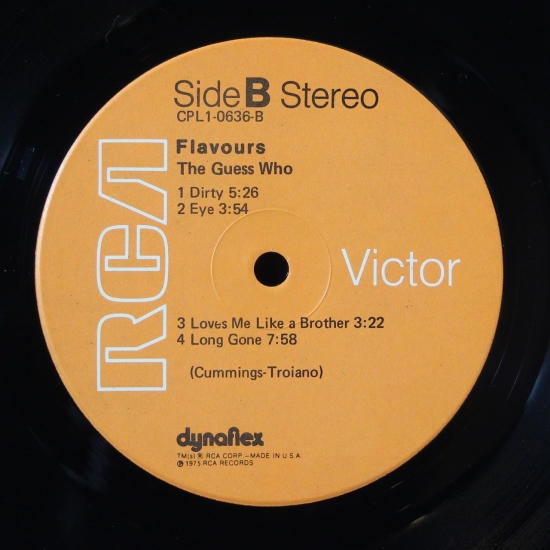 Side B Stereo
CPL1-0636-B
Flavours
The Guess Who
1 Dirty 5:26
2 Eye 3:54
RCA
Victor
3 Loves Me Like a Brother 3:22
4 Long Gone 7:58
(Cummings-Troiano)
dynaflex
TM(s) ® RCA CORP.–MADE IN U.S.A.
℗ 1975 RCA RECORDS